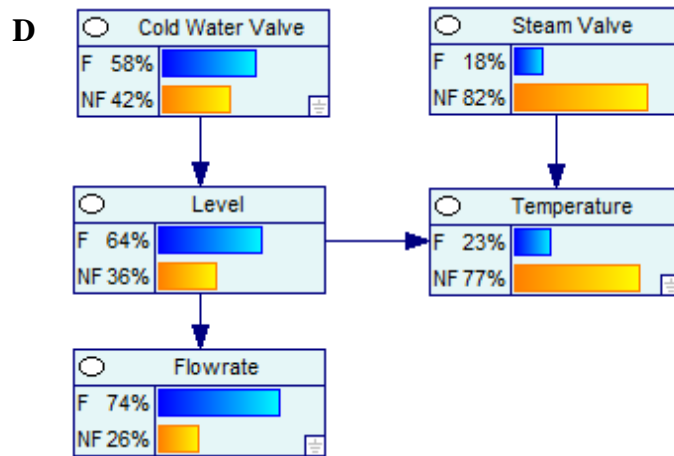 D
Cold Water Valve
F 58%
NF 42%
Steam Valve
F 18%
NF 82%
Level
F 64%
NF 36%
Temperature
F 23%
NF 77%
Flowrate
F 74%
NF 26%